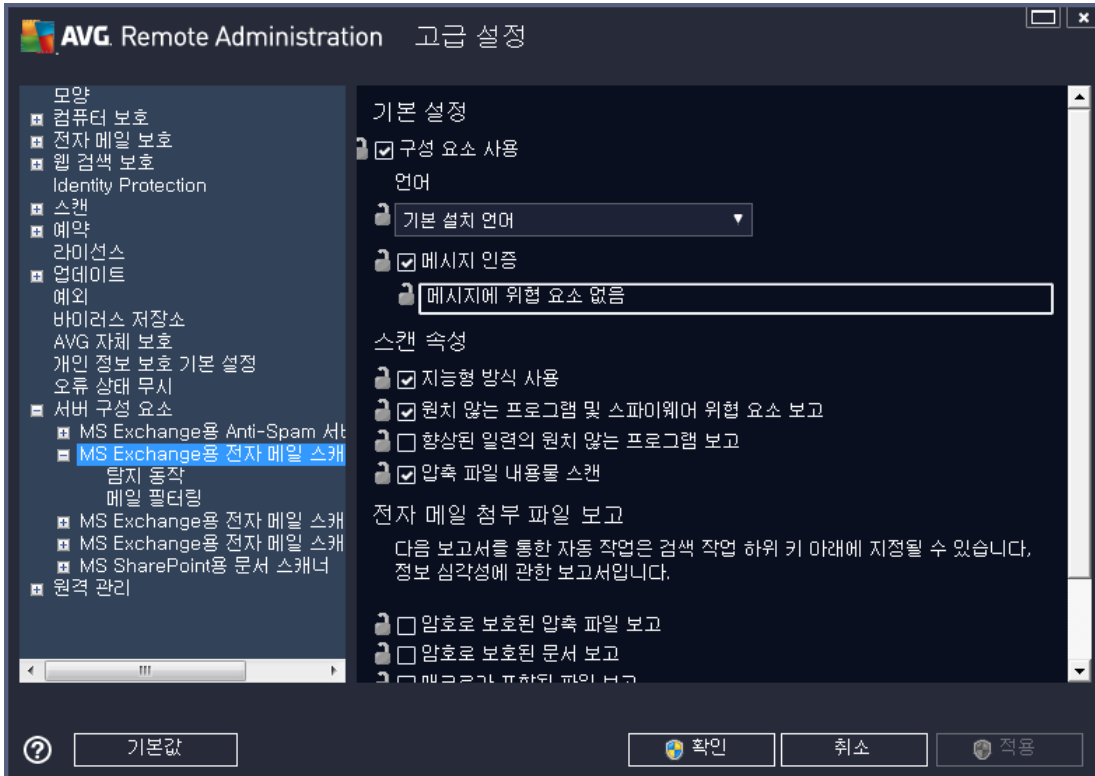 AVG. Remote Administration 고급 설정
모양
컴퓨터 보호
전자 메일 보호
웹 검색 보호
Identity Protection
스캔
예약
라이선스
업데이트
예외
바이러스 저장소
AVG 자체 보호
개인 정보 보호 기본 설정
오류 상태 무시
서버 구성 요소
MS Exchange용 Anti-Spam
MS Exchange용 전자 메일
탐지 동작
메일 필터링
MS Exchange용 전자 메일
MS Exchange용 전자 메일
MS SharePoint용 문서 스캐너
원격 관리
기본 설정
구성 요소 사용
언어
기본 설치 언어
메시지 인증
메시지에 위협 요소 없음
스캔 속성
지능형 방식 사용
원치 않는 프로그램 및 스파이웨어 위협 요소 보고
향상된 일련의 원치 않는 프로그램 보고
압축 파일 내용물 스캔
전자 메일 첨부 파일 보고
다음 보고서를 통한 자동 작업은 검색 작업 하위 키 아래에 지정될 수 있습니다,
정보 심각성에 관한 보고서입니다.
암호로 보호된 압축 파일 보고
암호로 보호된 문서 보고
기본값
확인
취소
적용